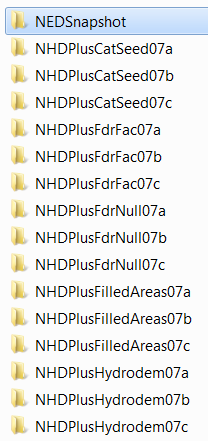 NEDSnapshot
NHDPlusCatSeed07a
NHDPlusCatSeed07b
NHDPlusCatSeed07c
NHDPlusFdrFac07a
NHDPlusFdrFac07b
NHDPlusFdrFac07c
NHDPlusFdrNull07a
NHDPlusFdrNull07b
NHDPlusFdrNull07c
NHDPlusFilledAreas07a
NHDPlusFilledAreas07b
NHDPlusFilledAreas07c
NHDPlusHydrodem07a
NHDPlusHydrodem07b
NHDPlusHydrodem07c